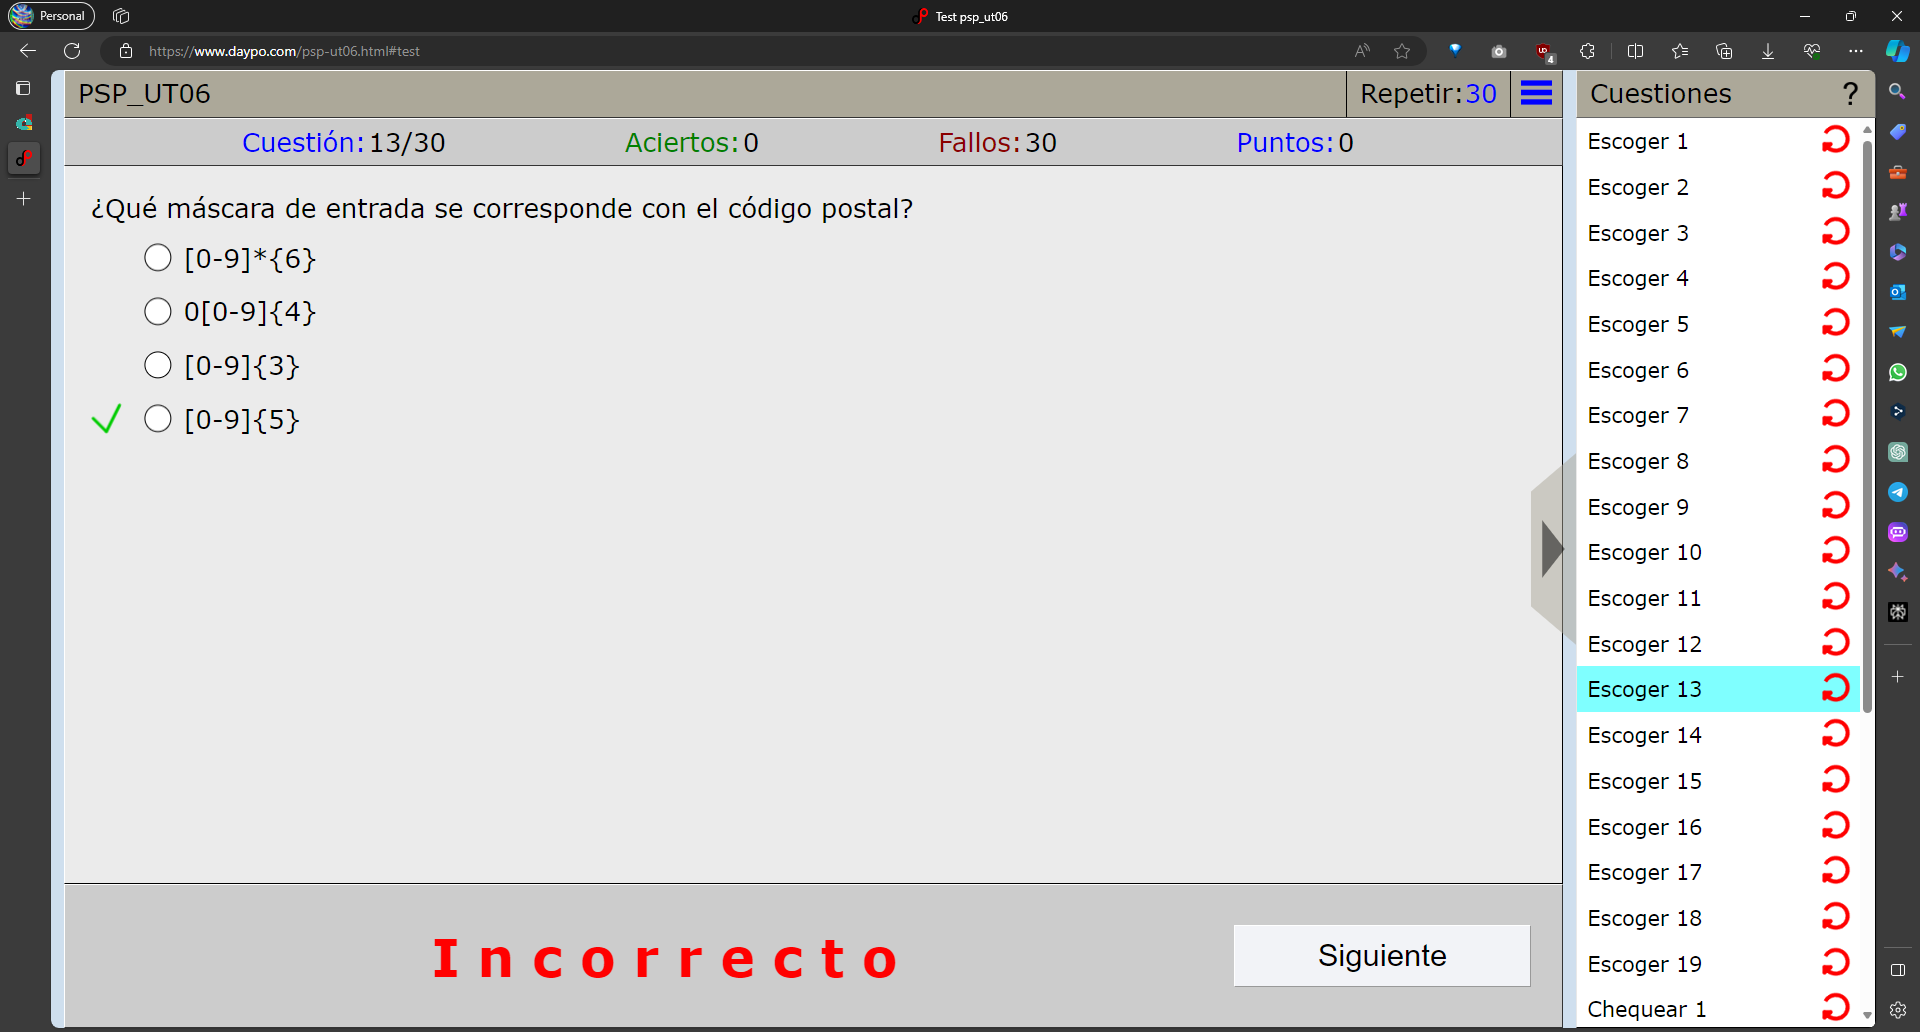 Personal
Test psp_ut06
https://www.daypo.com/psp-ut06.html#test
4
PSP_UT06
Repetir:30
Cuestión:13/30
Aciertos:0
Fallos:30
Puntos:0
¿Qué máscara de entrada se corresponde con el código postal?
[0-9]*{6}
0[0-9]{4}
[0-9]{3}
[0-9]{5}
Incorrecto
Siguiente
Cuestiones ?
Escoger 1
Escoger 2
Escoger 3
Escoger 4
Escoger 5
Escoger 6
Escoger 7
Escoger 8
Escoger 9
Escoger 10
Escoger 11
Escoger 12
Escoger 13
Escoger 14
Escoger 15
Escoger 16
Escoger 17
Escoger 18
Escoger 19
Chequear 1